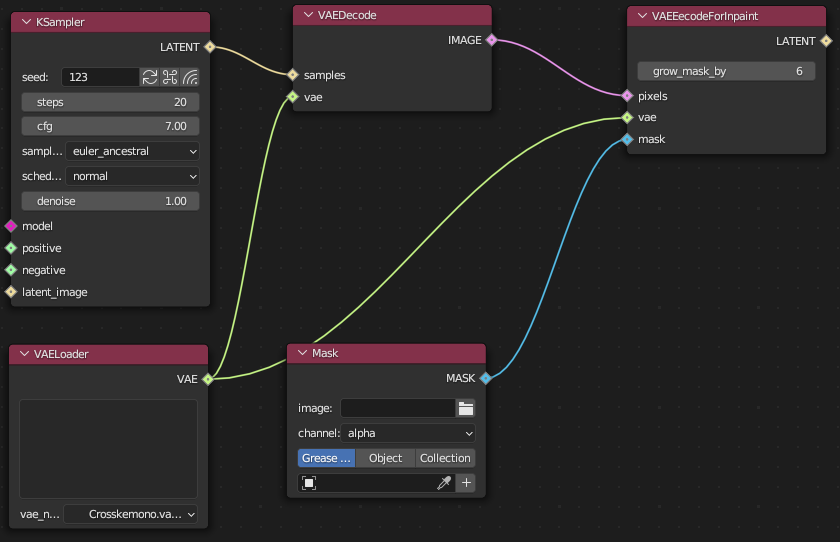 KSampler
LATENT
seed: 123
steps 20
cfg 7.00
sampl... euler_ancestral
sched... normal
denoise 1.00
model
positive
negative
latent_image
VAEDecode
IMAGE
samples
vae
VAEEecodeForInpaint
LATENT
grow_mask_by 6
pixels
vae
mask
VAELoader
VAE
vae_n... Crosskemono.va...
Mask
MASK
image:
channel: alpha
Grease ... Object Collection